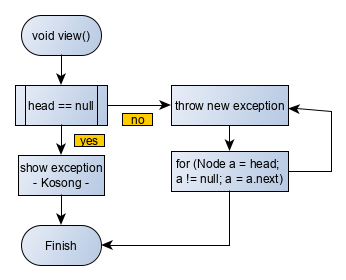 void view()
head == null
throw new exception
no
yes
show exception
- Kosong -
for (Node a = head;
a != null; a = a.next)
Finish